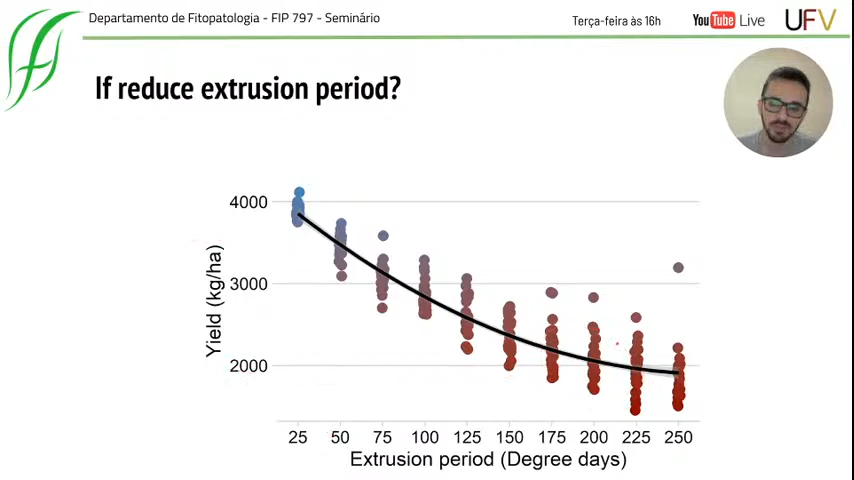 Departamento de Fitopatologia - FIP 797 - Seminário
Terça-feira às 16h
YouTube Live
UFV
If reduce extrusion period?
4000
3000
2000
Yield (kg/ha)
25 50 75 100 125 150 175 200 225 250
Extrusion period (Degree days)